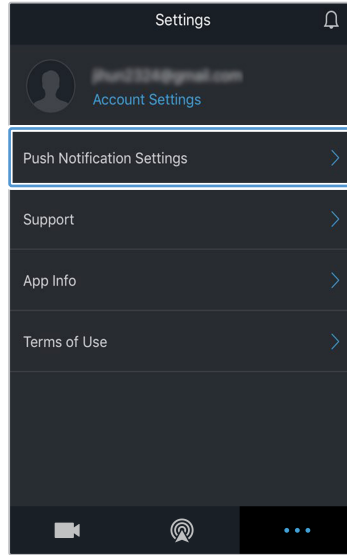 Settings
Account Settings
Push Notification Settings
Support
App Info
Terms of Use